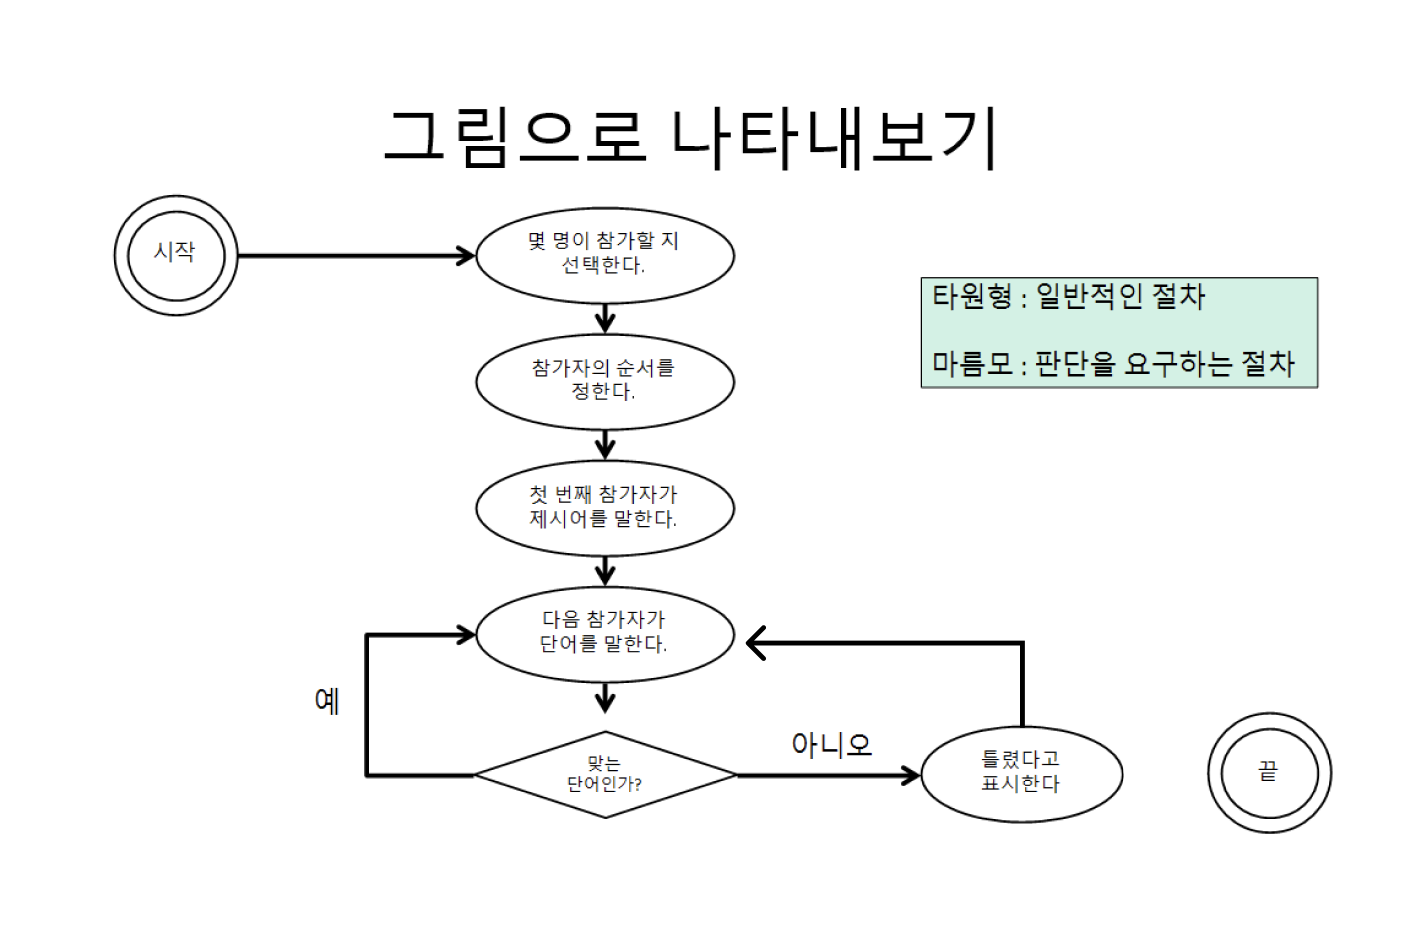 그림으로 나타내보기
시작
몇 명이 참가할 지
선택한다.
타원형 : 일반적인 절차
마름모 : 판단을 요구하는 절차
참가자의 순서를
정한다.
첫 번째 참가자가
제시어를 말한다.
다음 참가자가
단어를 말한다.
예
아니오
맞는
단어인가?
틀렸다고
표시한다
끝